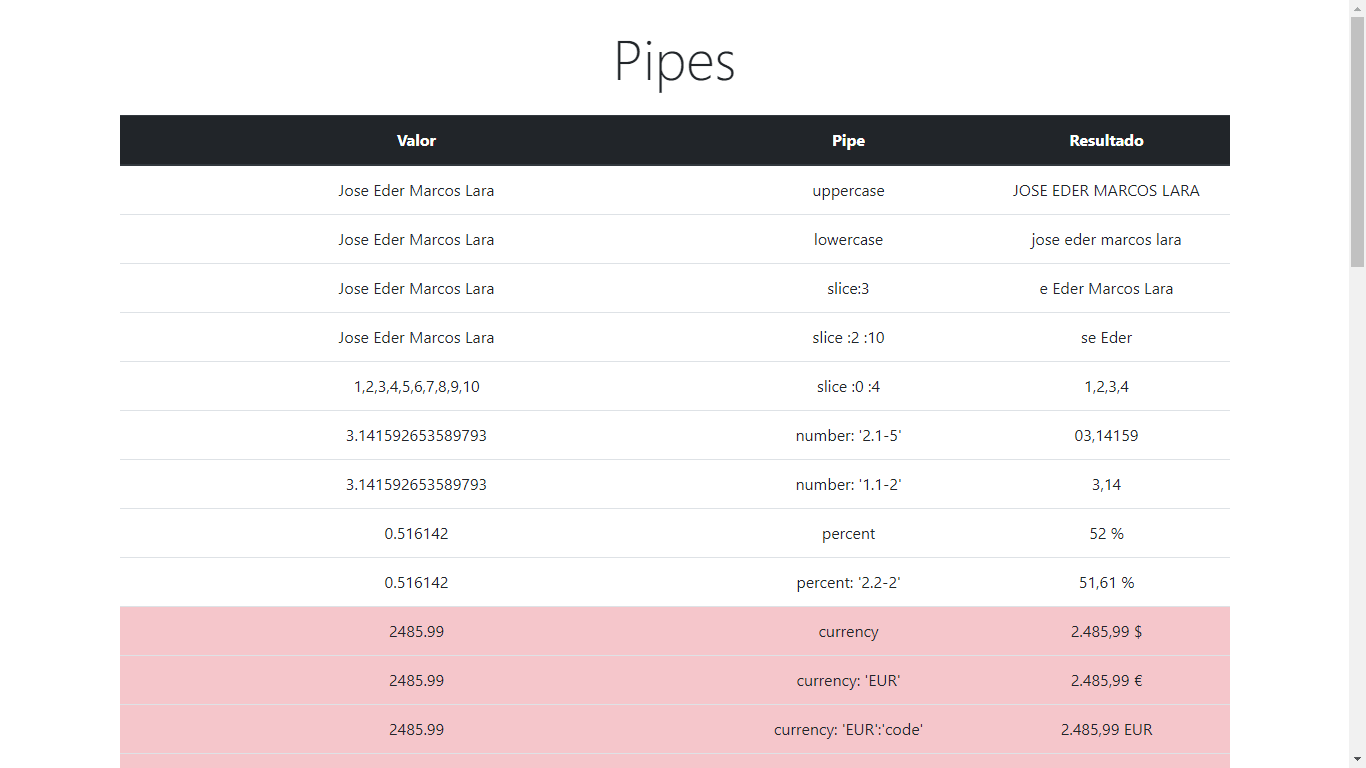 Pipes
Valor Pipe Resultado
Jose Eder Marcos Lara uppercase JOSE EDER MARCOS LARA
Jose Eder Marcos Lara lowercase jose eder marcos lara
Jose Eder Marcos Lara slice:3 e Eder Marcos Lara
Jose Eder Marcos Lara slice :2 :10 se Eder
1,2,3,4,5,6,7,8,9,10 slice :0 :4 1,2,3,4
3.141592653589793 number: '2.1-5' 03,14159
3.141592653589793 number: '1.1-2' 3,14
0.516142 percent 52 %
0.516142 percent: '2.2-2' 51,61 %
2485.99 currency 2.485,99 $
2485.99 currency: 'EUR' 2.485,99 €
2485.99 currency: 'EUR':'code' 2.485,99 EUR